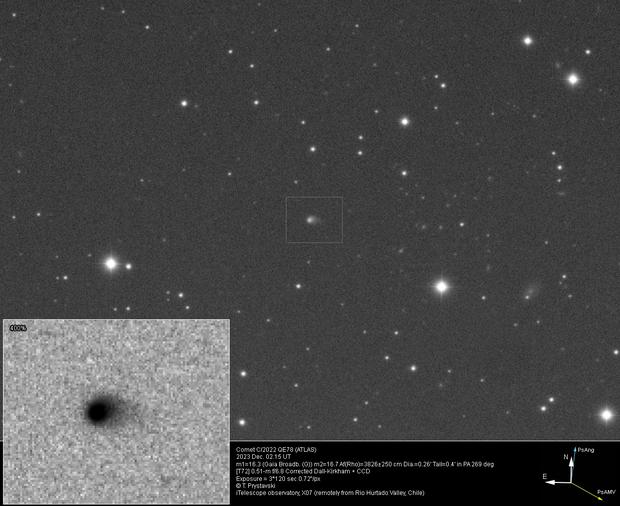 400%
Comet C/2022 QE78 (ATLAS)
2023 Dec. 02.15 UT
m1=16.3 (Gaia Broadb. (G)) m2=16.7 Af(Rho)=3826±250 cm Dia.=0.26' Tail=0.4' in PA 269 deg
[T72] 0.51-m f/6.8 Corrected Dall-Kirkham + CCD
Exposure = 3*120 sec 0.72"/px
© T. Prystavski
iTelescope observatory, X07 (remotely from Rio Hurtado Valley, Chile)
PsAng
N
E
PsAMV